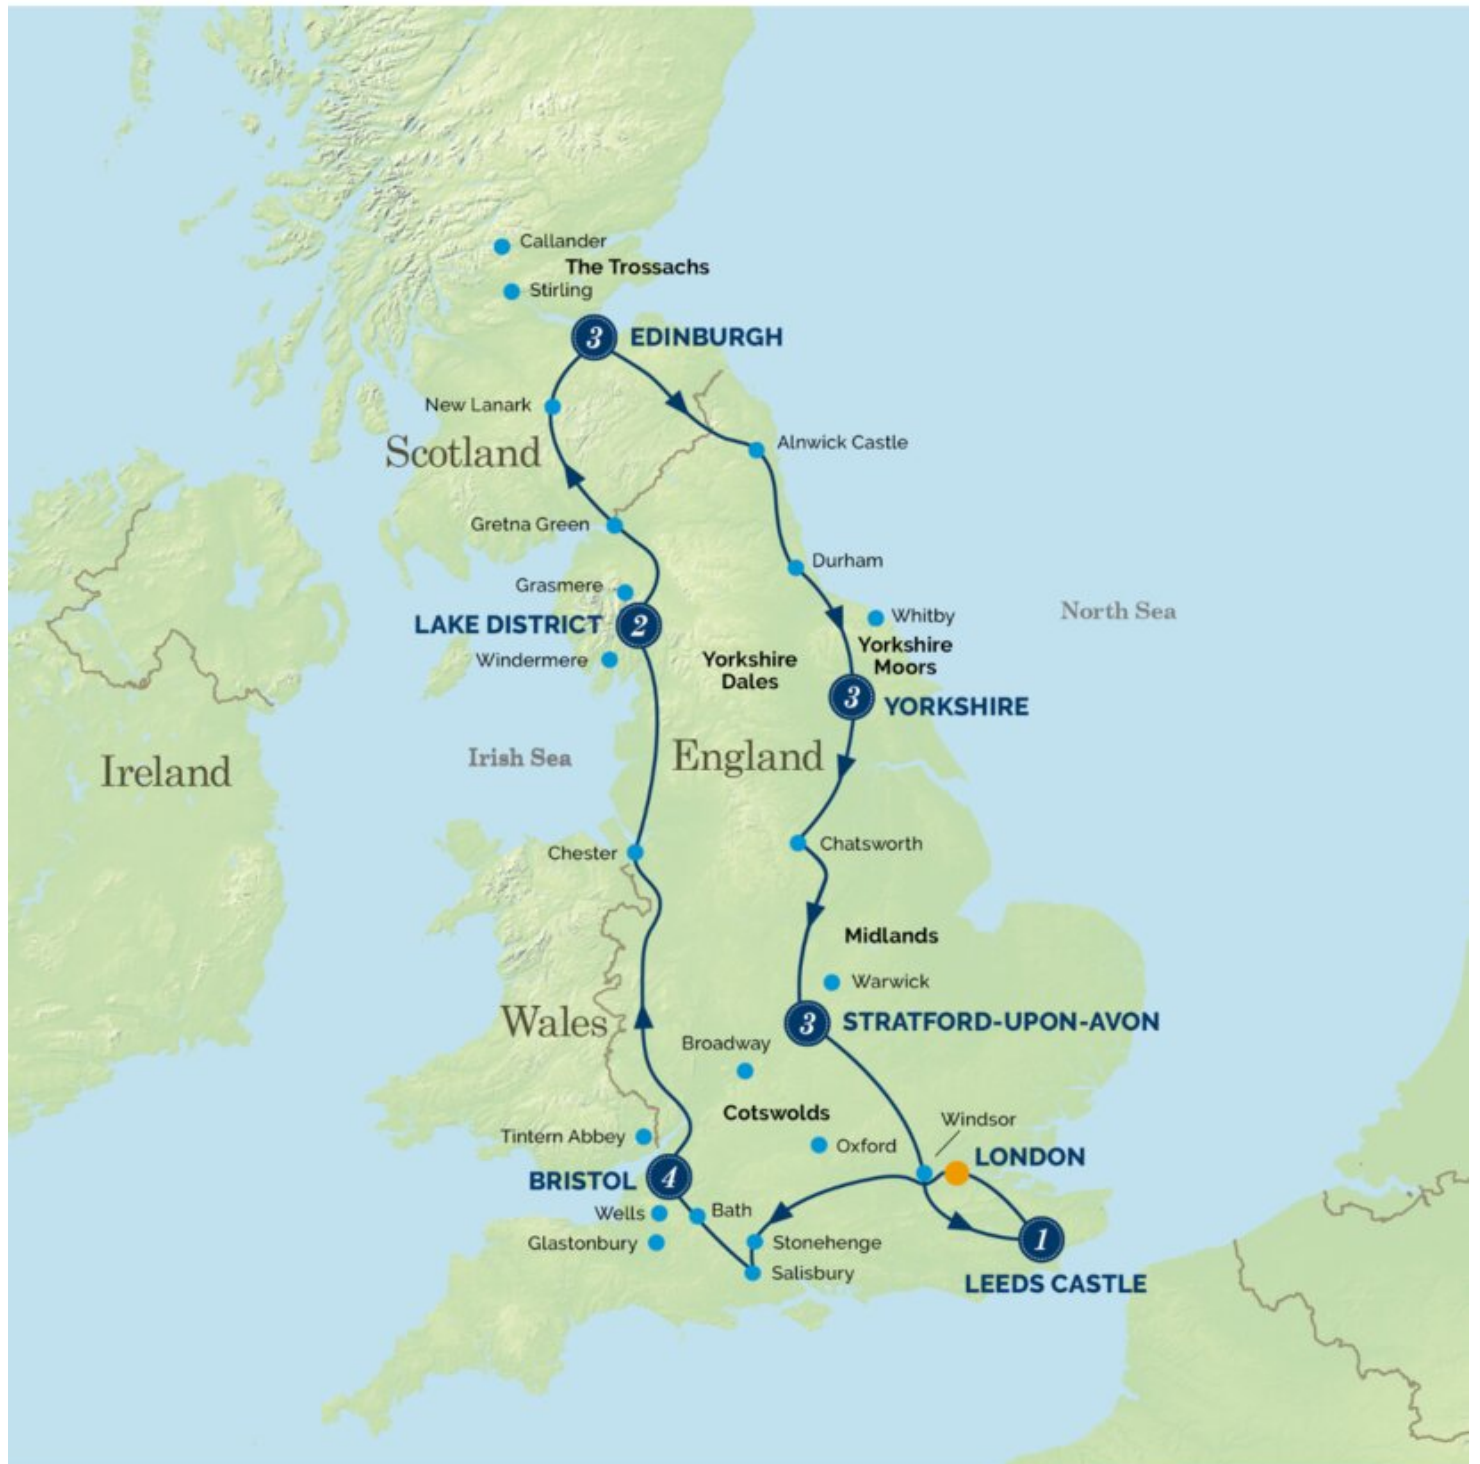 Callander
The Trossachs
Stirling
3
EDINBURGH
New Lanark
Scotland
Alnwick Castle
Gretna Green
Durham
Grasmere
Whitby
North Sea
LAKE DISTRICT
2
Yorkshire
Moors
Windermere
Yorkshire
Dales
3
YORKSHIRE
Irish Sea
England
Ireland
Chester
Chatsworth
Midlands
Warwick
Wales
3
STRATFORD-UPON-AVON
Broadway
Cotswolds
Windsor
Tintern Abbey
Oxford
LONDON
BRISTOL
4
Wells
Bath
Glastonbury
Stonehenge
1
Salisbury
LEEDS CASTLE